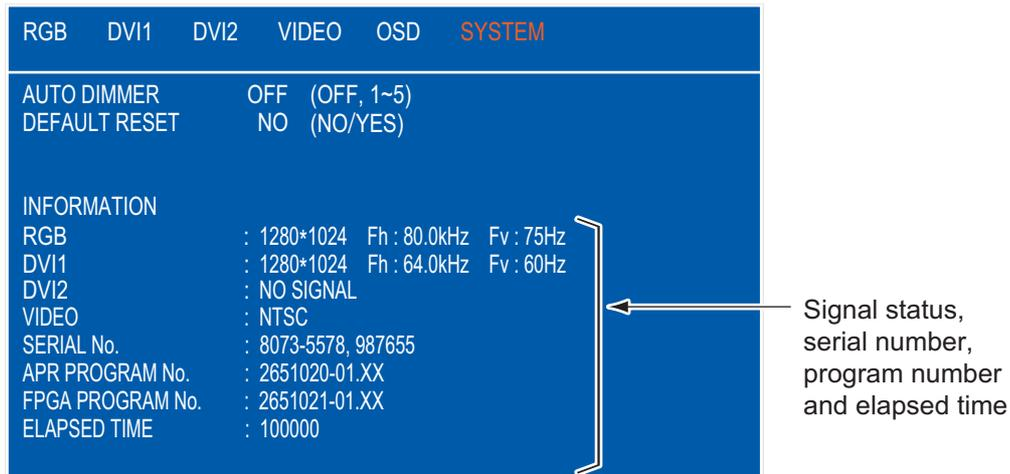 RGB DVI1 DVI2 VIDEO OSD SYSTEM
AUTO DIMMER OFF (OFF, 1~5)
DEFAULT RESET NO (NO/YES)
INFORMATION
RGB : 1280*1024 Fh : 80.0kHz Fv : 75Hz
DVI1 : 1280*1024 Fh : 64.0kHz Fv : 60Hz
DVI2 : NO SIGNAL
VIDEO : NTSC
SERIAL No. : 8073-5578, 987655
APR PROGRAM No. : 2651020-01.XX
FPGA PROGRAM No. : 2651021-01.XX
ELAPSED TIME : 100000
Signal status,
serial number,
program number
and elapsed time